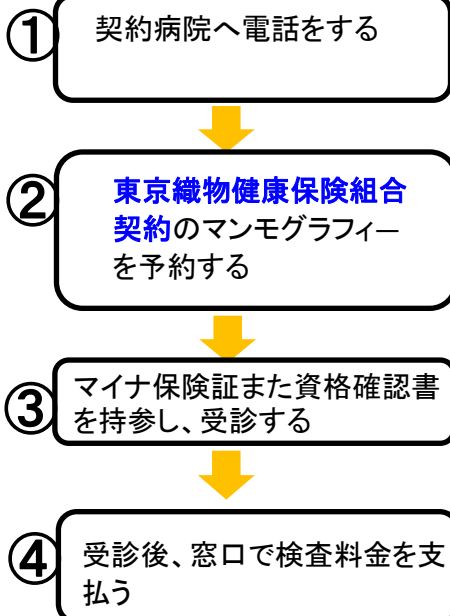 ① 契約病院へ電話をする
② 東京織物健康保険組合
契約のマンモグラフィー
を予約する
③ マイナ保険証また資格確認書
を持参し、受診する
④ 受診後、窓口で検査料金を支
払う